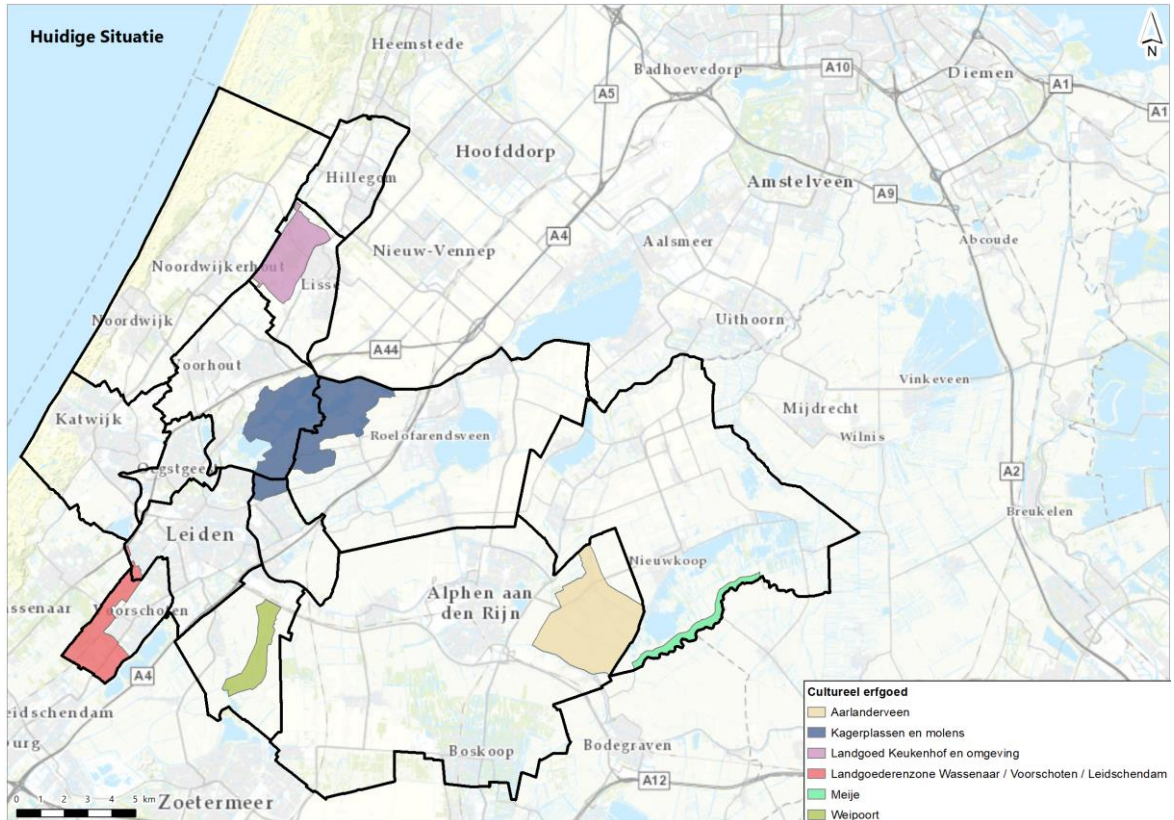 Huidige Situatie
N
Heemstede
Badhoevedorp
A10
Diemen
A1
A5
A1
Hoofddorp
Hillegom
Amstelveen
A9
A4
Nieuw-Vennep
Aalsmeer
Abcoude
Noordwijkerhout
Lisse
Noordwijk
Uithoorn
A44
Voorhout
Vinkeveen
Katwijk
Mijdrecht
Roelofarendsveen
Wilnis
Oegstgeest
A2
Breukelen
Leiden
Nieuwkoop
Alphen aan
den Rijn
assenaar
Voorschoten
A4
eidschendam
burg
Boskoop
Bodegraven
A12
Zoetermeer
0 1 2 3 4 5 km
Cultureel erfgoed
Aarlanderveen
Kagerplassen en molens
Landgoed Keukenhof en omgeving
Landgoederenzone Wassenaar / Voorschoten / Leidschendam
Meije
Weipoort